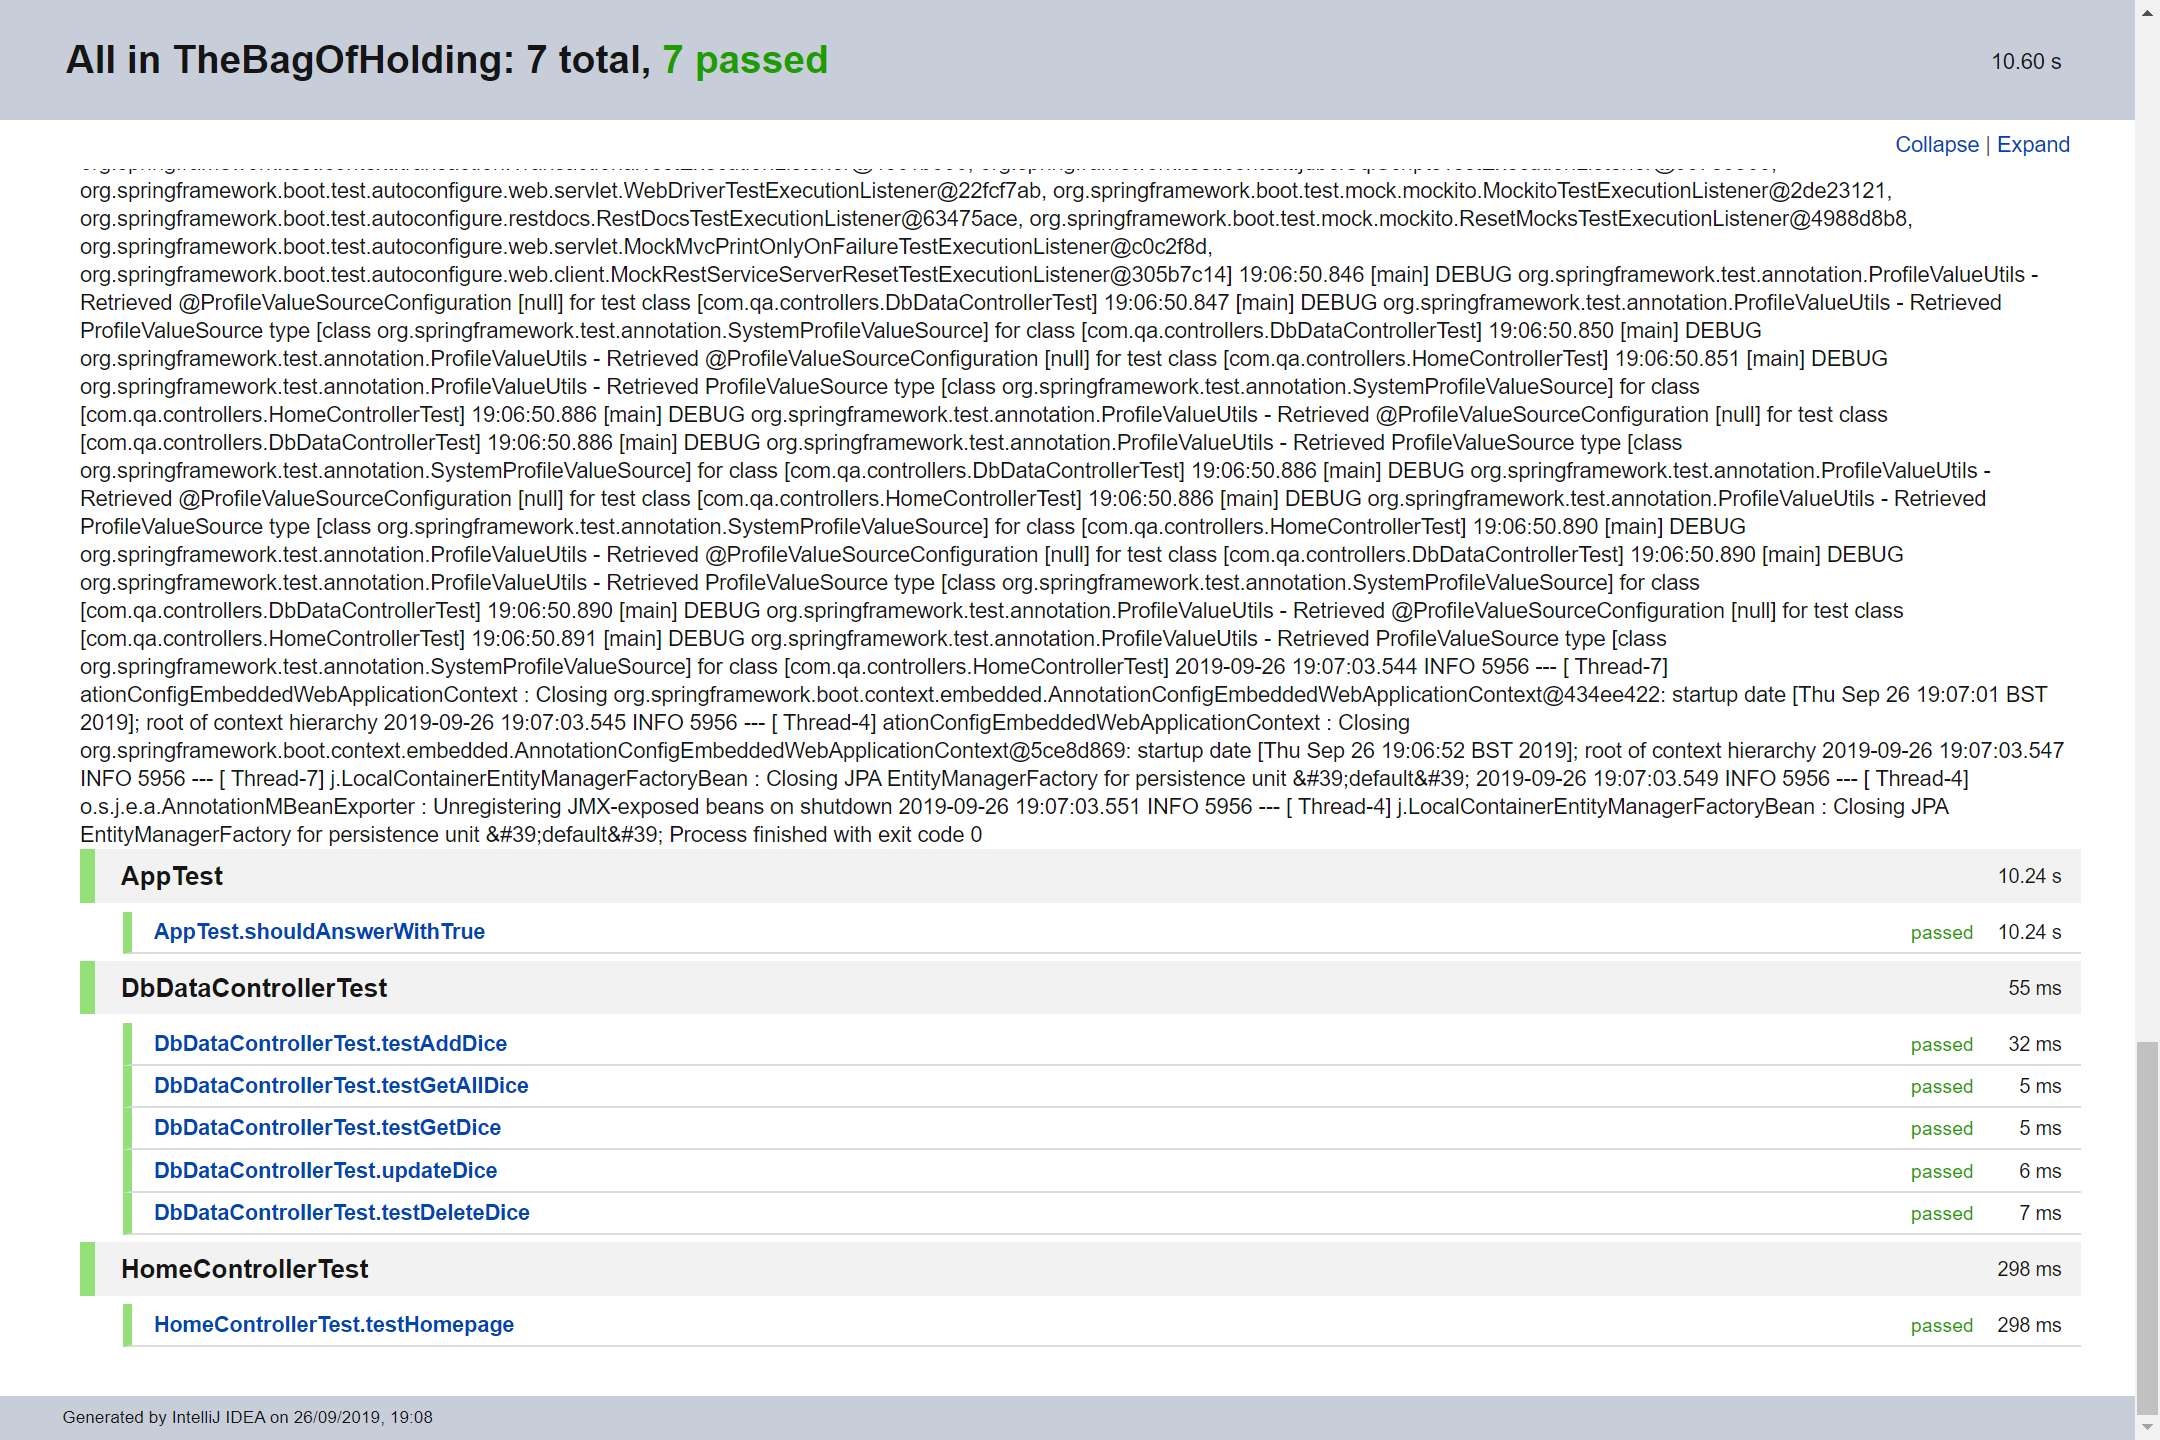 All in TheBagOfHolding: 7 total, 7 passed
10.60 s
Collapse | Expand
org.springframework.boot.test.autoconfigure.web.servlet.WebDriverTestExecutionListener@22fcf7ab, org.springframework.boot.test.mock.mockito.MockitoTestExecutionListener@2de23121,
org.springframework.boot.test.autoconfigure.restdocs.RestDocsTestExecutionListener@63475ace, org.springframework.boot.test.mock.mockito.ResetMocksTestExecutionListener@4988d8b8,
org.springframework.boot.test.autoconfigure.web.servlet.MockMvcPrintOnlyOnFailureTestExecutionListener@c0c2f8d,
org.springframework.boot.test.autoconfigure.web.client.MockRestServiceServerResetTestExecutionListener@305b7c14] 19:06:50.846 [main] DEBUG org.springframework.test.annotation.ProfileValueUtils -
Retrieved @ProfileValueSourceConfiguration [null] for test class [com.qa.controllers.DbDataControllerTest] 19:06:50.847 [main] DEBUG org.springframework.test.annotation.ProfileValueUtils - Retrieved
ProfileValueSource type [class org.springframework.test.annotation.SystemProfileValueSource] for class [com.qa.controllers.DbDataControllerTest] 19:06:50.850 [main] DEBUG
org.springframework.test.annotation.ProfileValueUtils - Retrieved @ProfileValueSourceConfiguration [null] for test class [com.qa.controllers.HomeControllerTest] 19:06:50.851 [main] DEBUG
org.springframework.test.annotation.ProfileValueUtils - Retrieved ProfileValueSource type [class org.springframework.test.annotation.SystemProfileValueSource] for class
[com.qa.controllers.HomeControllerTest] 19:06:50.886 [main] DEBUG org.springframework.test.annotation.ProfileValueUtils - Retrieved @ProfileValueSourceConfiguration [null] for test class
[com.qa.controllers.DbDataControllerTest] 19:06:50.886 [main] DEBUG org.springframework.test.annotation.ProfileValueUtils - Retrieved ProfileValueSource type [class
org.springframework.test.annotation.SystemProfileValueSource] for class [com.qa.controllers.DbDataControllerTest] 19:06:50.886 [main] DEBUG org.springframework.test.annotation.ProfileValueUtils -
Retrieved @ProfileValueSourceConfiguration [null] for test class [com.qa.controllers.HomeControllerTest] 19:06:50.886 [main] DEBUG org.springframework.test.annotation.ProfileValueUtils - Retrieved
ProfileValueSource type [class org.springframework.test.annotation.SystemProfileValueSource] for class [com.qa.controllers.HomeControllerTest] 19:06:50.890 [main] DEBUG
org.springframework.test.annotation.ProfileValueUtils - Retrieved @ProfileValueSourceConfiguration [null] for test class [com.qa.controllers.DbDataControllerTest] 19:06:50.890 [main] DEBUG
org.springframework.test.annotation.ProfileValueUtils - Retrieved ProfileValueSource type [class org.springframework.test.annotation.SystemProfileValueSource] for class
[com.qa.controllers.DbDataControllerTest] 19:06:50.890 [main] DEBUG org.springframework.test.annotation.ProfileValueUtils - Retrieved @ProfileValueSourceConfiguration [null] for test class
[com.qa.controllers.HomeControllerTest] 19:06:50.891 [main] DEBUG org.springframework.test.annotation.ProfileValueUtils - Retrieved ProfileValueSource type [class
org.springframework.test.annotation.SystemProfileValueSource] for class [com.qa.controllers.HomeControllerTest] 2019-09-26 19:07:03.544 INFO 5956 --- [ Thread-7]
ationConfigEmbeddedWebApplicationContext : Closing org.springframework.boot.context.embedded.AnnotationConfigEmbeddedWebApplicationContext@434ee422: startup date [Thu Sep 26 19:07:01 BST
2019]; root of context hierarchy 2019-09-26 19:07:03.545 INFO 5956 --- [ Thread-4] ationConfigEmbeddedWebApplicationContext : Closing
org.springframework.boot.context.embedded.AnnotationConfigEmbeddedWebApplicationContext@5ce8d869: startup date [Thu Sep 26 19:06:52 BST 2019]; root of context hierarchy 2019-09-26 19:07:03.547
INFO 5956 --- [ Thread-7] j.LocalContainerEntityManagerFactoryBean : Closing JPA EntityManagerFactory for persistence unit &#39;default&#39; 2019-09-26 19:07:03.549 INFO 5956 --- [ Thread-4]
o.s.j.e.a.AnnotationMBeanExporter : Unregistering JMX-exposed beans on shutdown 2019-09-26 19:07:03.551 INFO 5956 --- [ Thread-4] j.LocalContainerEntityManagerFactoryBean : Closing JPA
EntityManagerFactory for persistence unit &#39;default&#39; Process finished with exit code 0
AppTest 10.24 s
AppTest.shouldAnswerWithTrue passed 10.24 s
DbDataControllerTest 55 ms
DbDataControllerTest.testAddDice passed 32 ms
DbDataControllerTest.testGetAllDice passed 5 ms
DbDataControllerTest.testGetDice passed 5 ms
DbDataControllerTest.updateDice passed 6 ms
DbDataControllerTest.testDeleteDice passed 7 ms
HomeControllerTest 298 ms
HomeControllerTest.testHomepage passed 298 ms
Generated by IntelliJ IDEA on 26/09/2019, 19:08